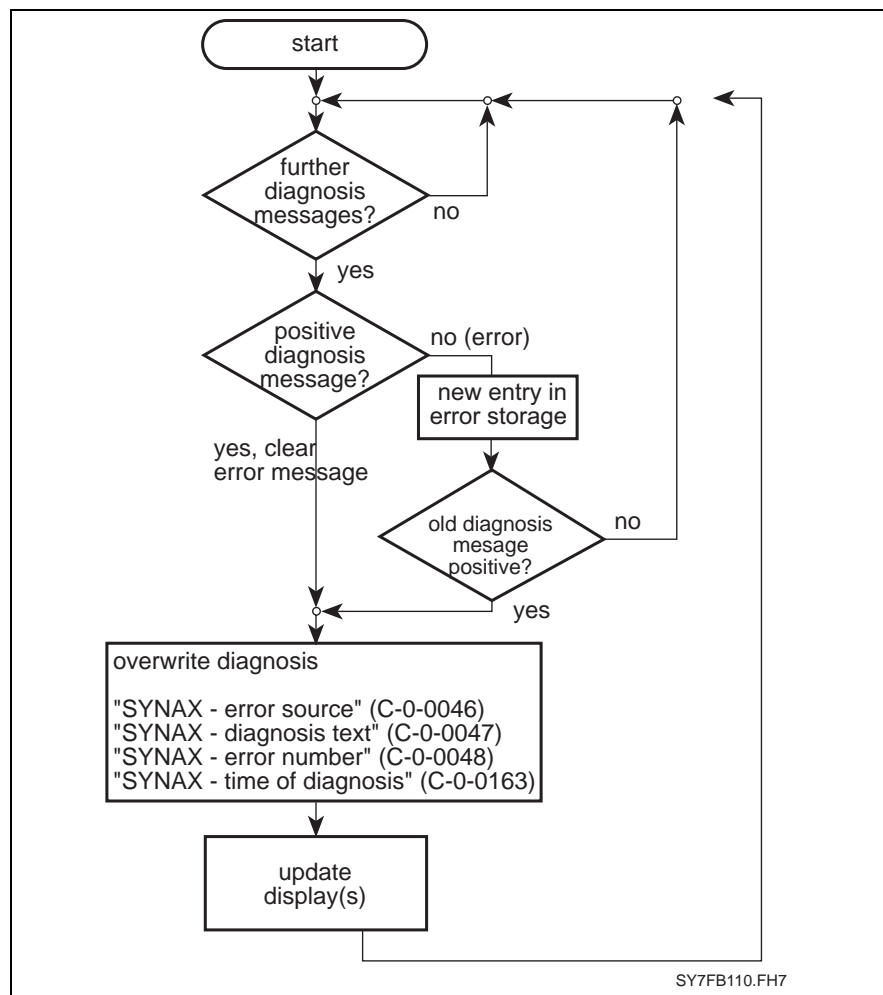 start
further
diagnosis
messages?
no
yes
positive
diagnosis
message?
no (error)
new entry in
error storage
yes, clear
error message
old diagnosis
mesage
positive?
no
yes
overwrite diagnosis
"SYNAX - error source" (C-0-0046)
"SYNAX - diagnosis text" (C-0-0047)
"SYNAX - error number" (C-0-0048)
"SYNAX - time of diagnosis" (C-0-0163)
update
display(s)
SY7FB110.FH7